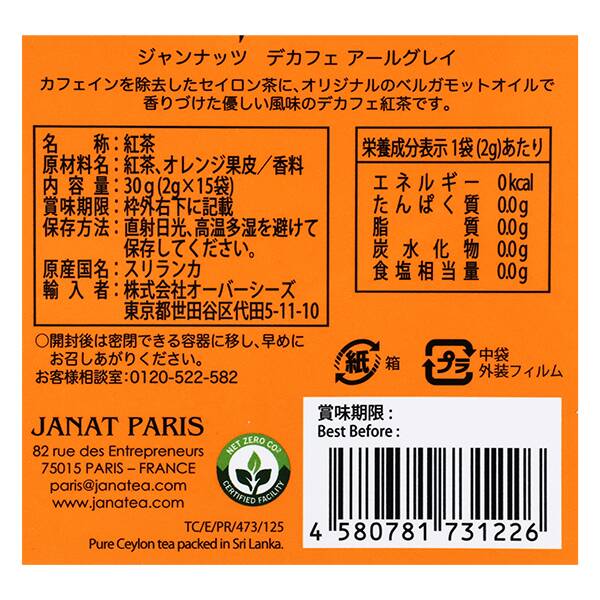 ジャンナッツ　デカフェ アールグレイ
カフェインを除去したセイロン茶に、オリジナルのベルガモットオイルで
香りづけた優しい風味のデカフェ紅茶です。
名称：紅茶
原材料名：紅茶、オレンジ果皮／香料
内容量：30g(2g×15袋)
賞味期限：枠外右下に記載
保存方法：直射日光、高温多湿を避けて
保存してください。
原産国名：スリランカ
輸入者：株式会社オーバーシーズ
東京都世田谷区代田5-11-10
栄養成分表示 1袋(2g)あたり
エネルギー 0kcal
たんぱく質 0.0g
脂質 0.0g
炭水化物 0.0g
食塩相当量 0.0g
○開封後は密閉できる容器に移し、早めに
お召しあがりください。
お客様相談室：0120-522-582
紙 箱
プラ 中袋
外装フィルム
JANAT PARIS
82 rue des Entrepreneurs
75015 PARIS – FRANCE
paris@janatea.com
www.janatea.com
NET ZERO CO²
CERTIFIED FACILITY
TC/E/PR/473/125
Pure Ceylon tea packed in Sri Lanka.
賞味期限：
Best Before :
4 580781 731226